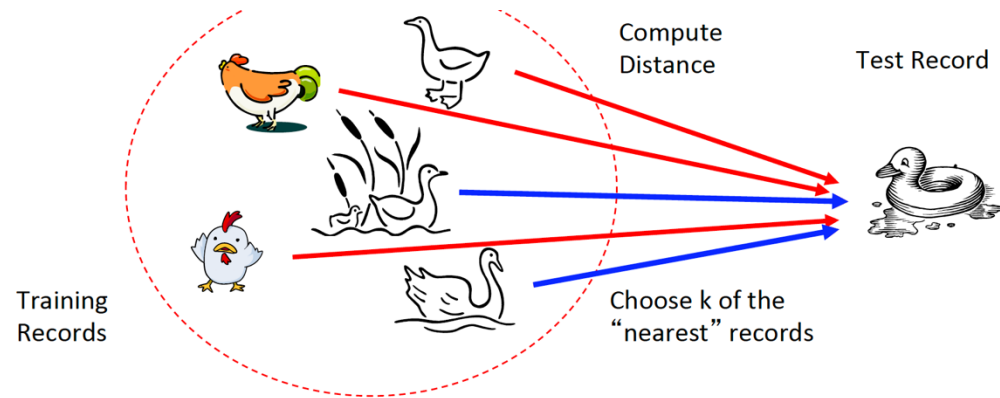 Compute
Distance
Test Record
Training
Records
Choose k of the
“nearest” records